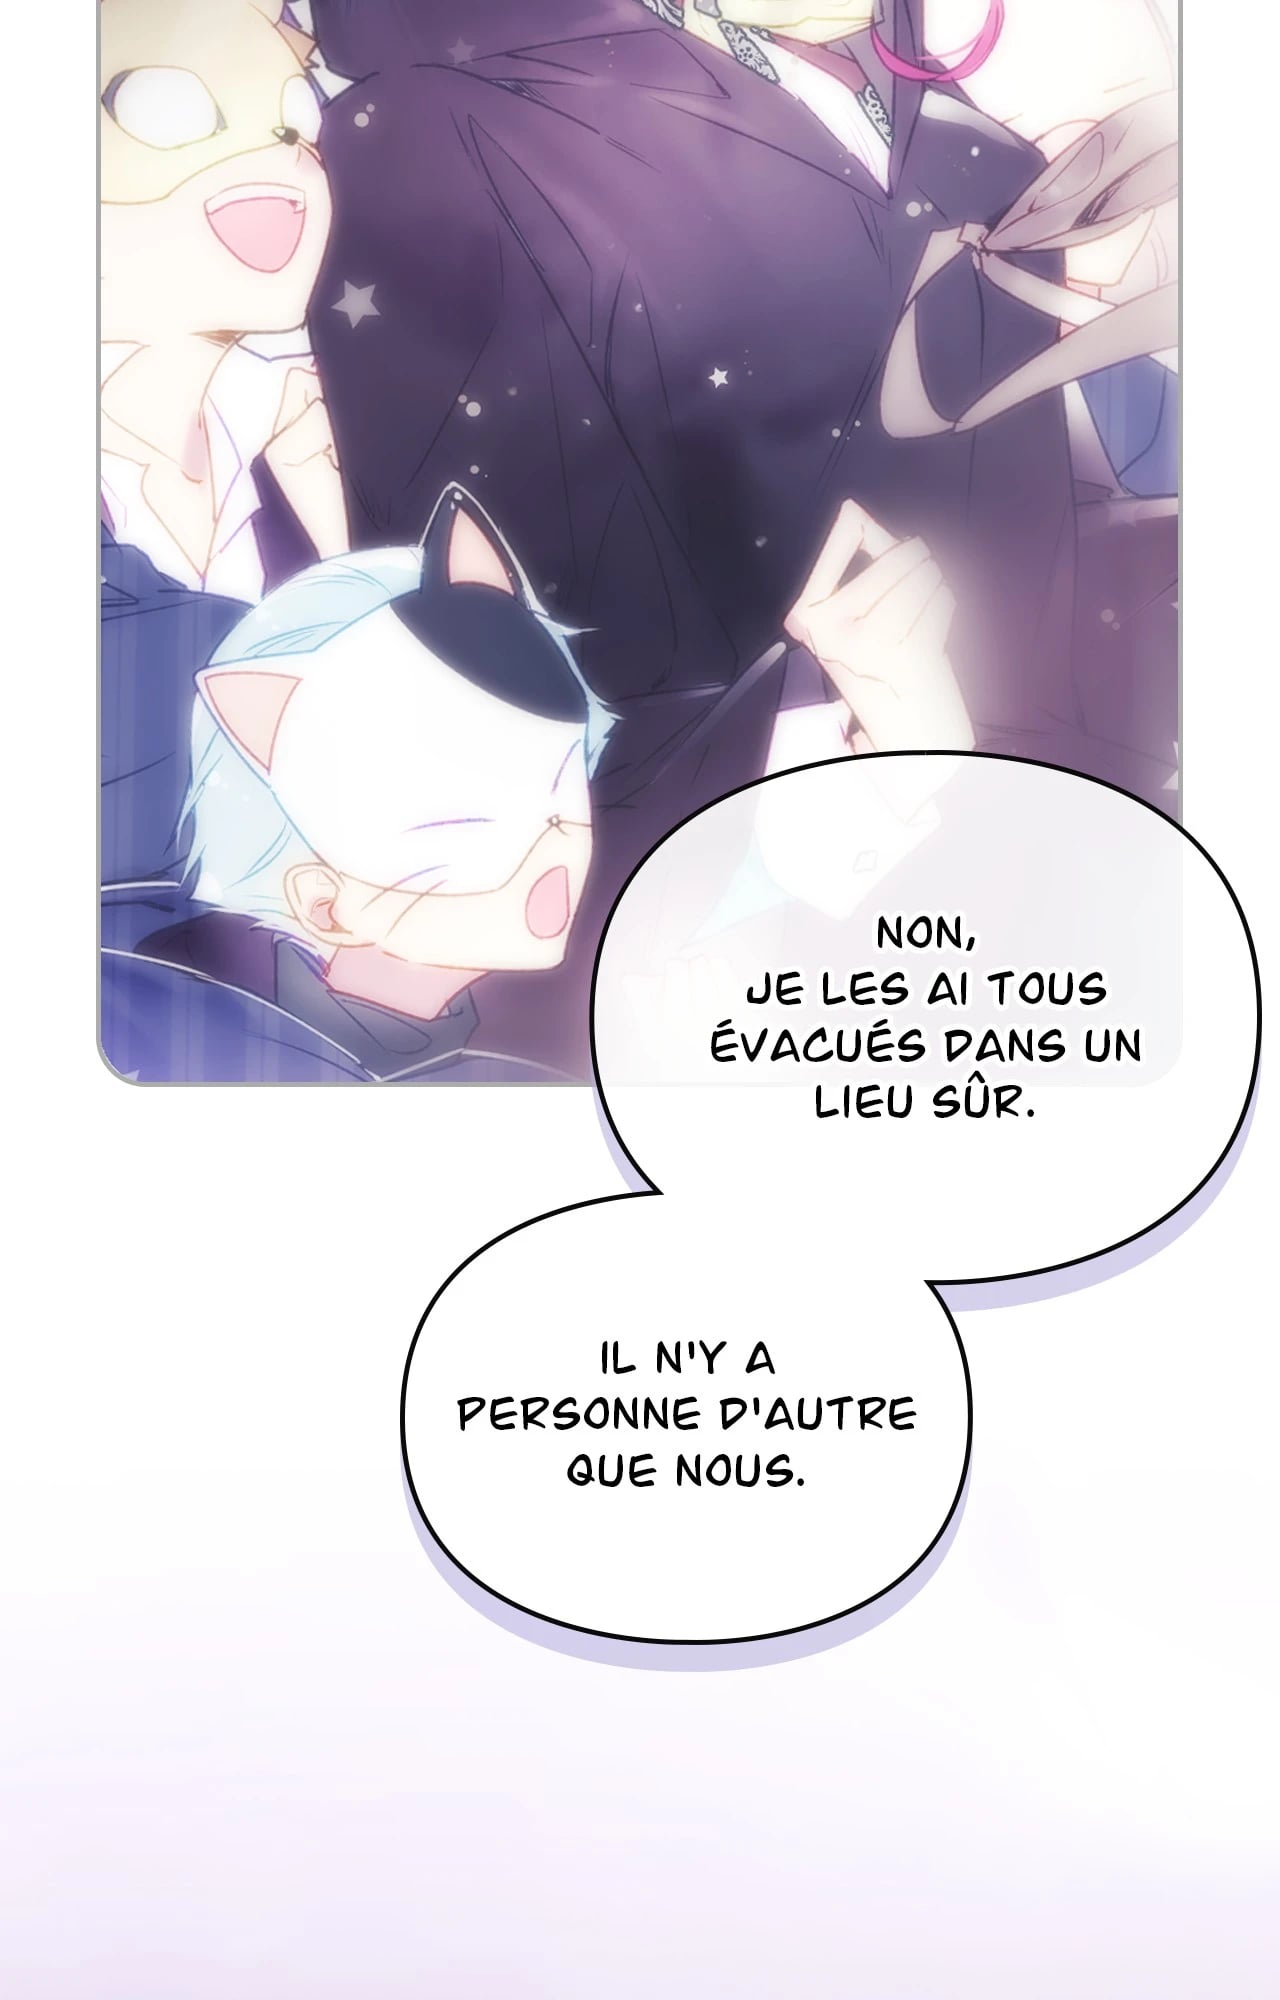 NON,
JE LES AI TOUS
ÉVACUÉS DANS UN
LIEU SÛR.
IL N'Y A
PERSONNE D'AUTRE
QUE NOUS.